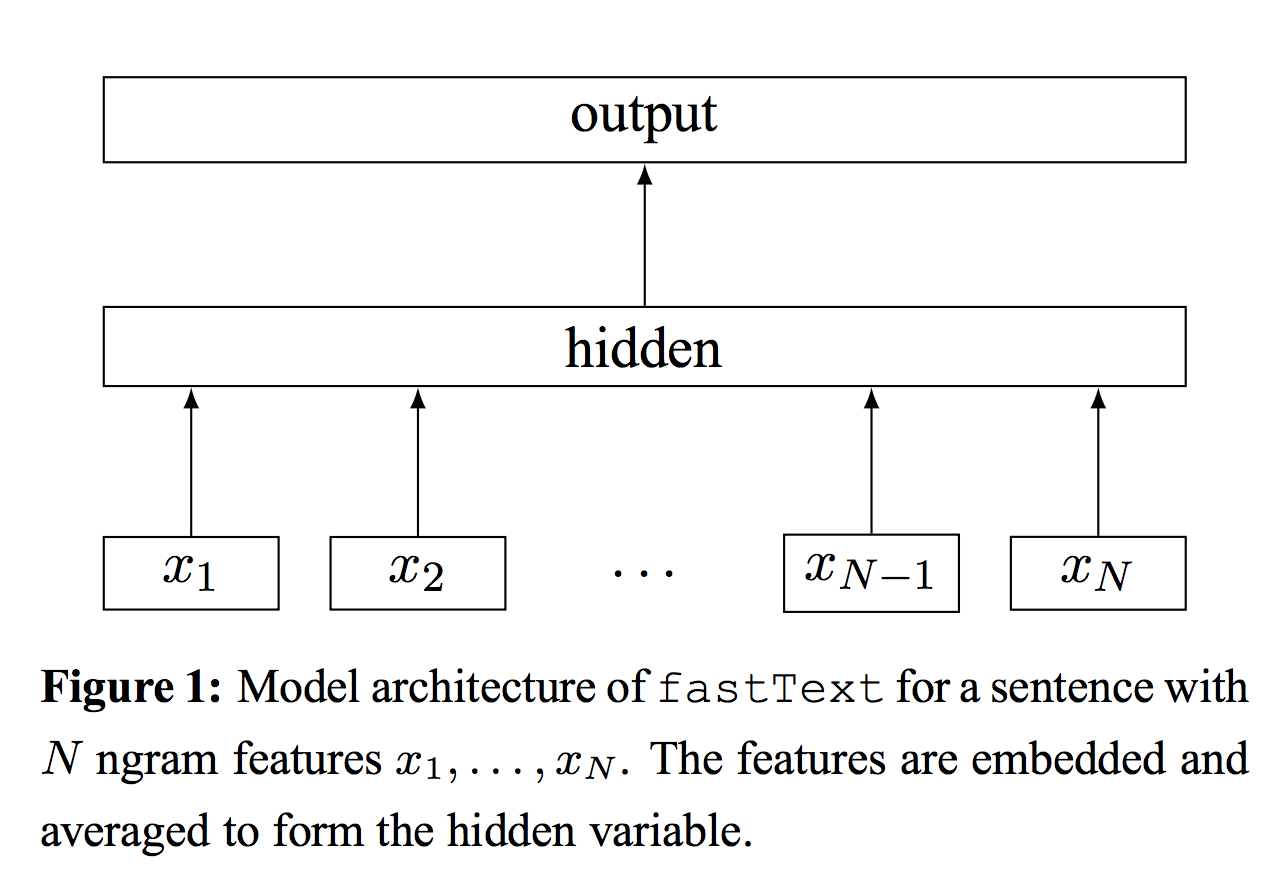 output
hidden
x1 x2 ... xN−1 xN
Figure 1: Model architecture of fastText for a sentence with
N ngram features x1, . . . , xN. The features are embedded and
averaged to form the hidden variable.